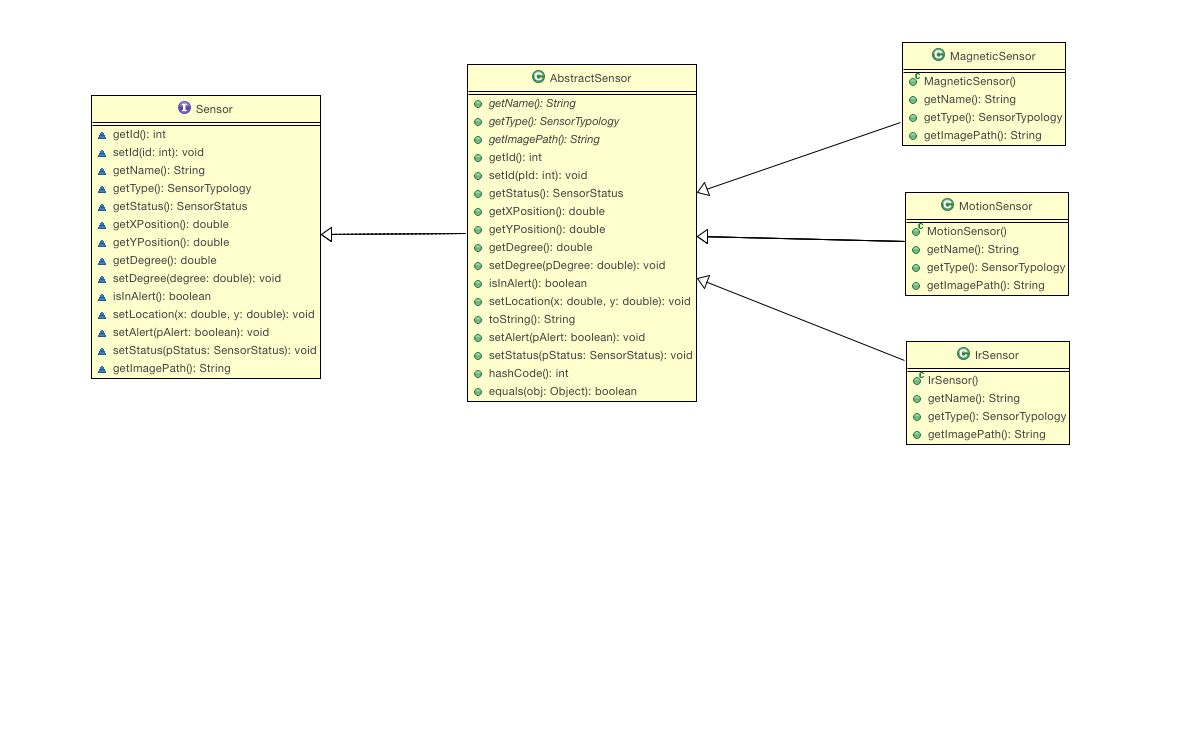 Sensor
getId(): int
setId(id: int): void
getName(): String
getType(): SensorTypology
getStatus(): SensorStatus
getXPosition(): double
getYPosition(): double
getDegree(): double
setDegree(degree: double): void
isInAlert(): boolean
setLocation(x: double, y: double): void
setAlert(pAlert: boolean): void
setStatus(pStatus: SensorStatus): void
getImagePath(): String
AbstractSensor
getName(): String
getType(): SensorTypology
getImagePath(): String
getId(): int
setId(pId: int): void
getStatus(): SensorStatus
getXPosition(): double
getYPosition(): double
getDegree(): double
setDegree(pDegree: double): void
isInAlert(): boolean
setLocation(x: double, y: double): void
toString(): String
setAlert(pAlert: boolean): void
setStatus(pStatus: SensorStatus): void
hashCode(): int
equals(obj: Object): boolean
MagneticSensor
MagneticSensor()
getName(): String
getType(): SensorTypology
getImagePath(): String
MotionSensor
MotionSensor()
getName(): String
getType(): SensorTypology
getImagePath(): String
IrSensor
IrSensor()
getName(): String
getType(): SensorTypology
getImagePath(): String